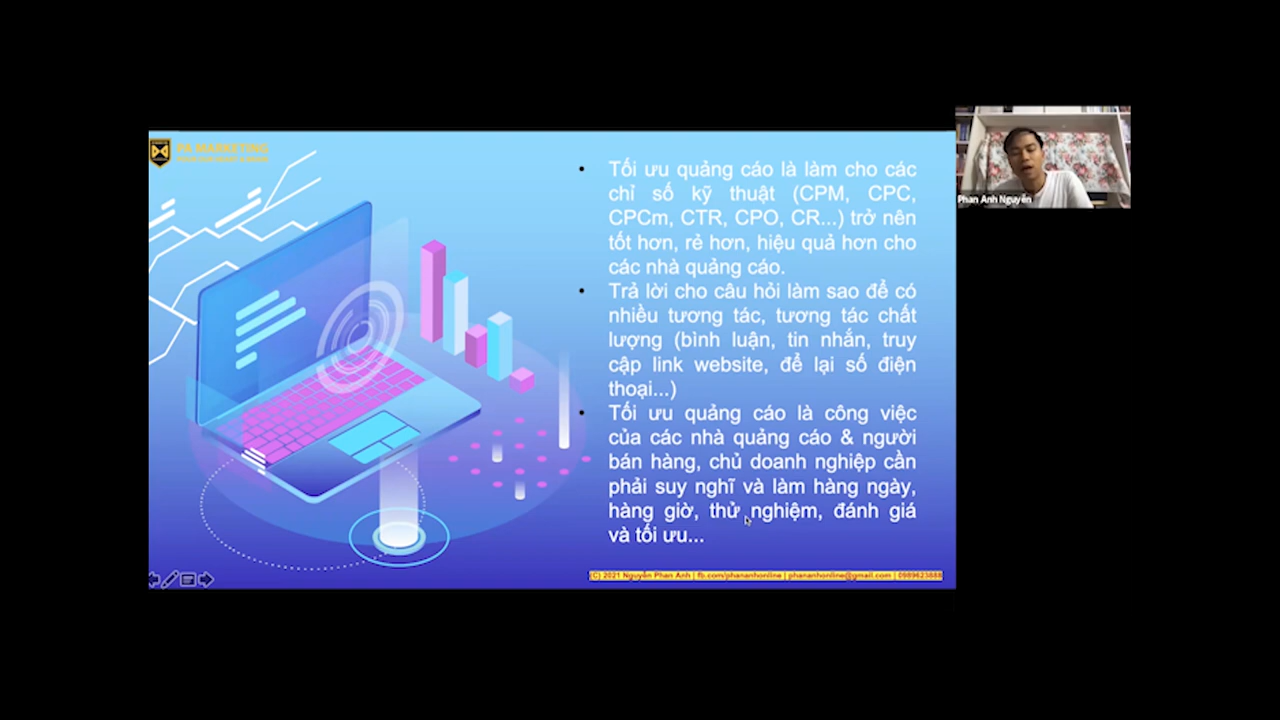 PA MARKETING
Tối ưu quảng cáo là làm cho các
chỉ số kỹ thuật (CPM, CPC,
CPCm, CTR, CPO, CR...) trở nên
tốt hơn, rẻ hơn, hiệu quả hơn cho
các nhà quảng cáo.
Trả lời cho câu hỏi làm sao để có
nhiều tương tác, tương tác chất
lượng (bình luận, tin nhắn, truy
cập link website, để lại số điện
thoại...)
Tối ưu quảng cáo là công việc
của các nhà quảng cáo & người
bán hàng, chủ doanh nghiệp cần
phải suy nghĩ và làm hàng ngày,
hàng giờ, thử nghiệm, đánh giá
và tối ưu...
(C) 2021 Nguyễn Phan Anh | fb.com/phananhonline | phananhonline@gmail.com | 0989623888
Phan Anh Nguyễn